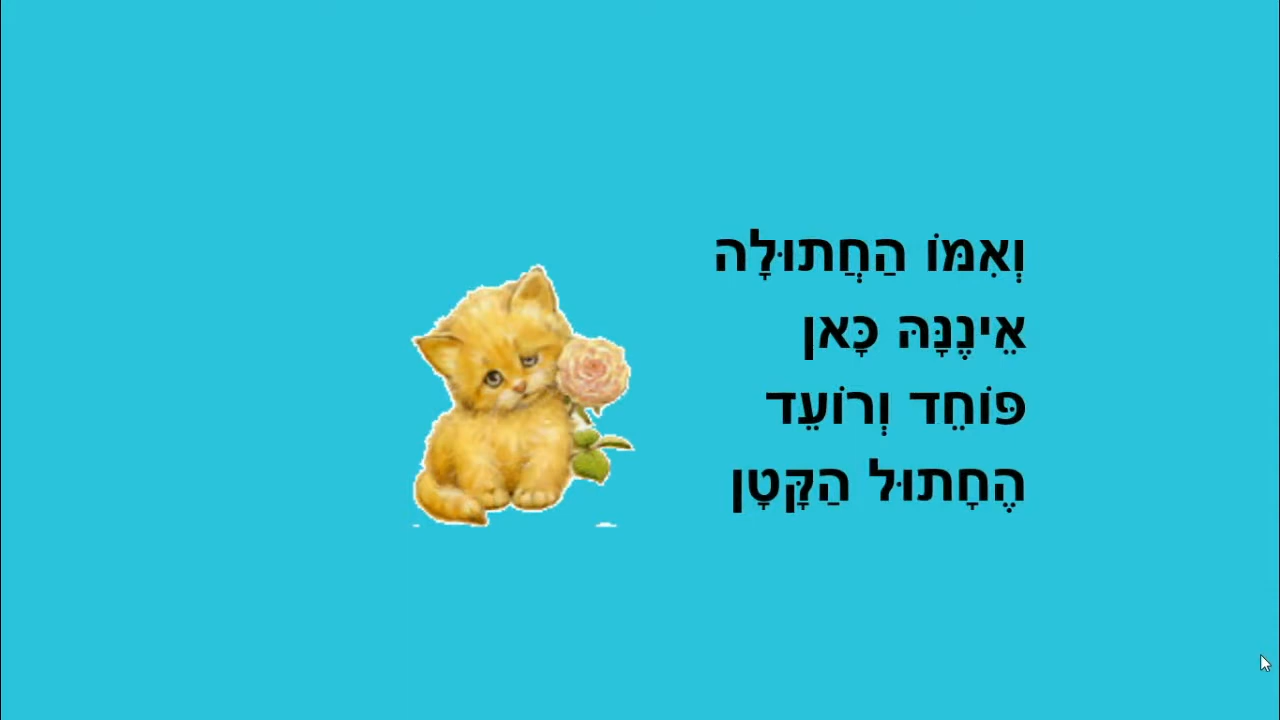 וְאִמּוֹ הַחֲתוּלָה
אֵינֶנָּהּ כָּאן
פּוֹחֵד וְרוֹעֵד
הֶחָתוּל הַקָּטָן